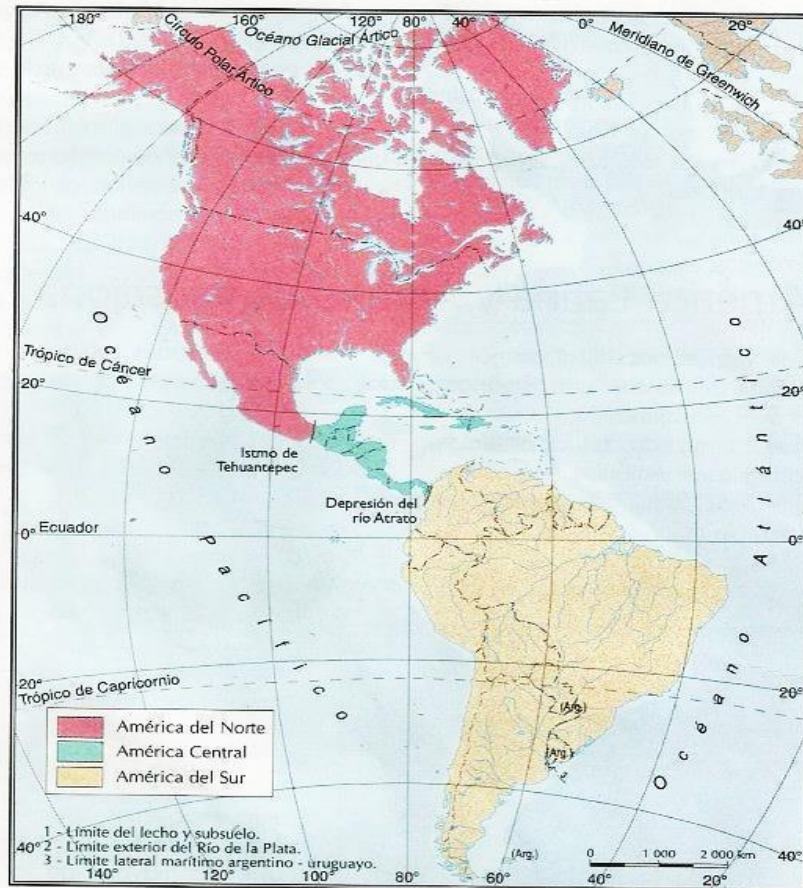 180°
160°
120°
80°
40°
0°
20°
Círculo Polar Ártico
Océano Glacial Ártico
Meridiano de Greenwich
40°
40°
Océano
Trópico de Cáncer
20°
20°
Istmo de
Tehuantepec
Depresión del
río Atrato
Atlántico
0°
Ecuador
0°
Pacífico
Océano
Trópico de Capricornio
20°
20°
(Arg.)
(Arg.)
América del Norte
América Central
América del Sur
1 - Límite del lecho y subsuelo.
2 - Límite exterior del Río de la Plata.
3 - Límite lateral marítimo argentino - uruguayo.
(Arg.)
0 1 000 2 000 km
40°
140°
120°
100°
80°
60°
40°
20°
40°